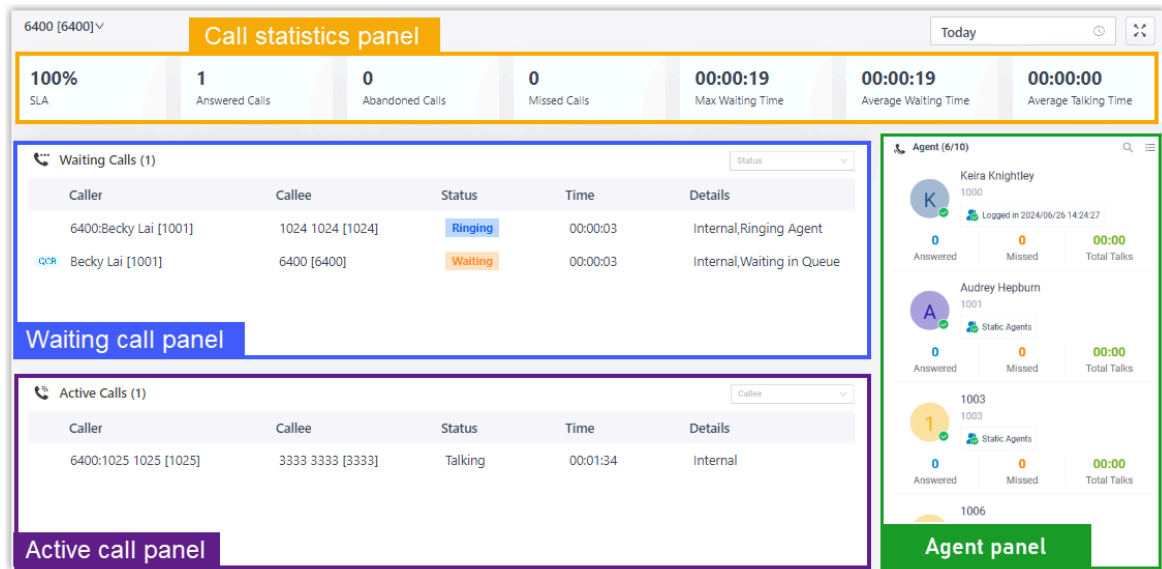 6400 [6400]
Call statistics panel
Today
100%
SLA
1
Answered Calls
0
Abandoned Calls
0
Missed Calls
00:00:19
Max Waiting Time
00:00:19
Average Waiting Time
00:00:00
Average Talking Time
Waiting Calls (1)
Status
Caller Callee Status Time Details
6400:Becky Lai [1001] 1024 1024 [1024] Ringing 00:00:03 Internal,Ringing Agent
QCB Becky Lai [1001] 6400 [6400] Waiting 00:00:03 Internal,Waiting in Queue
Waiting call panel
Active Calls (1)
Callee
Caller Callee Status Time Details
6400:1025 1025 [1025] 3333 3333 [3333] Talking 00:01:34 Internal
Active call panel
Agent (6/10)
K
Keira Knightley
1000
Logged in 2024/06/26 14:24:27
0 0 00:00
Answered Missed Total Talks
A
Audrey Hepburn
1001
Static Agents
0 0 00:00
Answered Missed Total Talks
1
1003
1003
Static Agents
0 0 00:00
Answered Missed Total Talks
1006
Agent panel